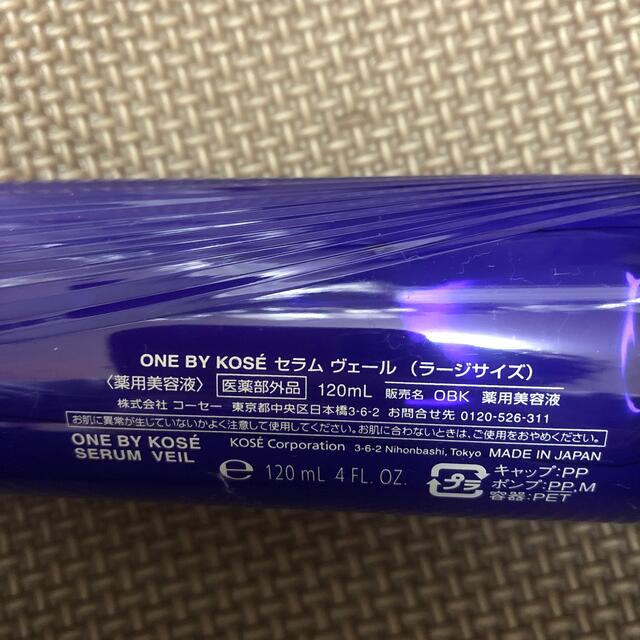 ONE BY KOSÉ セラム ヴェール（ラージサイズ）
〈薬用美容液〉 医薬部外品 120mL 販売名 OBK 薬用美容液
株式会社 コーセー 東京都中央区日本橋3-6-2 お問合せ先 0120-526-311
お肌に異常が生じていないかよく注意して使用してください。お肌に合わないときは、ご使用をおやめください。
ONE BY KOSÉ KOSÉ Corporation 3-6-2 Nihonbashi, Tokyo MADE IN JAPAN
SERUM VEIL ℮ 120 mL 4 FL. OZ. プラ キャップ:PP
ポンプ:PP,M
容器:PET